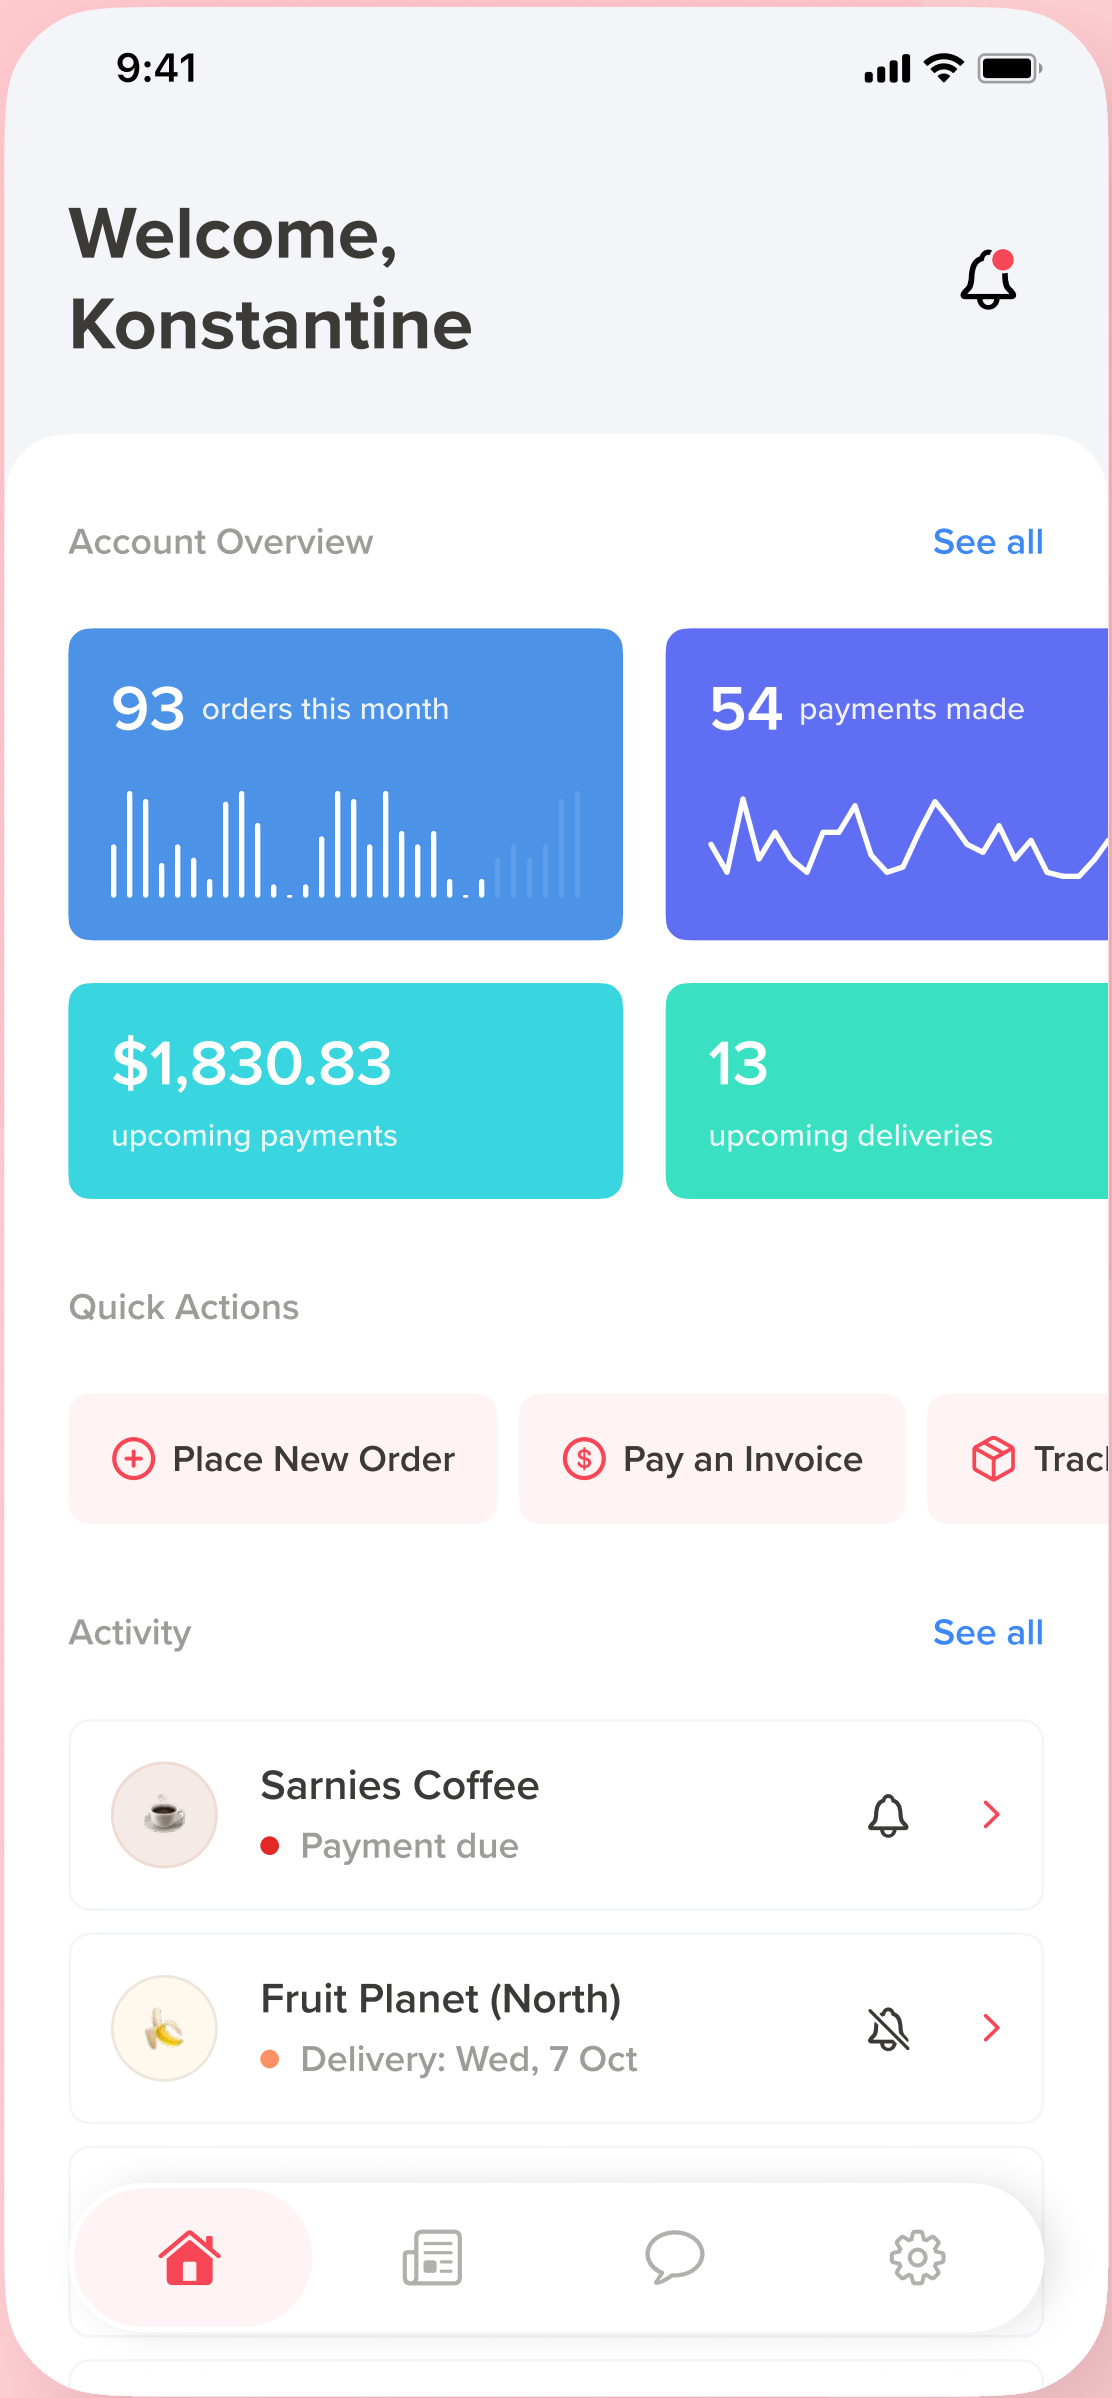 9:41
Welcome,
Konstantine
Account Overview
See all
93 orders this month
54 payments made
$1,830.83
upcoming payments
13
upcoming deliveries
Quick Actions
Place New Order
Pay an Invoice
Activity
See all
Sarnies Coffee
Payment due
Fruit Planet (North)
Delivery: Wed, 7 Oct